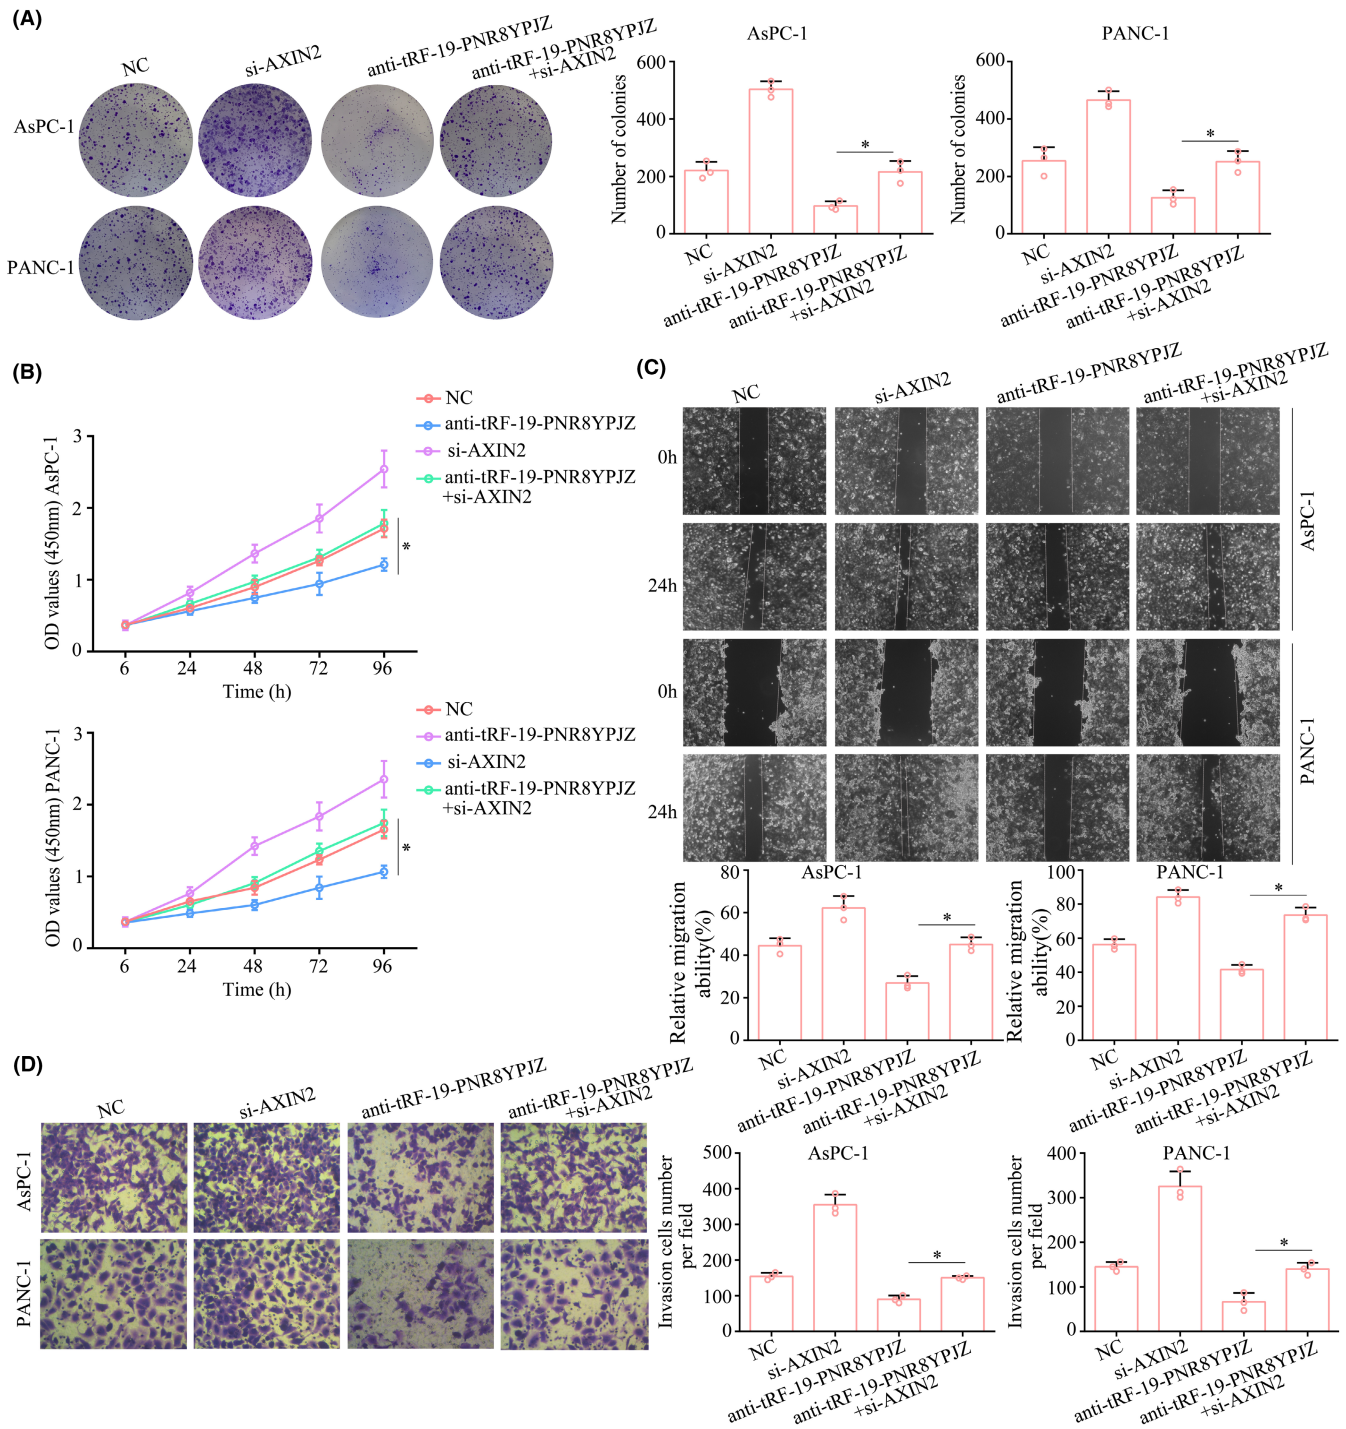 (A)
NC
si-AXIN2
anti-tRF-19-PNR8YPJZ
anti-tRF-19-PNR8YPJZ
+si-AXIN2
AsPC-1
PANC-1
AsPC-1
Number of colonies
600
400
200
0
NC
si-AXIN2
anti-tRF-19-PNR8YPJZ
anti-tRF-19-PNR8YPJZ
+si-AXIN2
*
PANC-1
Number of colonies
600
400
200
0
NC
si-AXIN2
anti-tRF-19-PNR8YPJZ
anti-tRF-19-PNR8YPJZ
+si-AXIN2
*
(B)
NC
anti-tRF-19-PNR8YPJZ
si-AXIN2
anti-tRF-19-PNR8YPJZ
+si-AXIN2
OD values (450nm) AsPC-1
3
2
1
0
6 24 48 72 96
Time (h)
*
NC
anti-tRF-19-PNR8YPJZ
si-AXIN2
anti-tRF-19-PNR8YPJZ
+si-AXIN2
OD values (450nm) PANC-1
3
2
1
0
6 24 48 72 96
Time (h)
*
(C)
NC
si-AXIN2
anti-tRF-19-PNR8YPJZ
anti-tRF-19-PNR8YPJZ
+si-AXIN2
0h
24h
AsPC-1
0h
24h
PANC-1
AsPC-1
Relative migration
ability(%)
80
60
40
20
0
NC
si-AXIN2
anti-tRF-19-PNR8YPJZ
anti-tRF-19-PNR8YPJZ
+si-AXIN2
*
PANC-1
Relative migration
ability(%)
100
80
60
40
20
0
NC
si-AXIN2
anti-tRF-19-PNR8YPJZ
anti-tRF-19-PNR8YPJZ
+si-AXIN2
*
(D)
NC
si-AXIN2
anti-tRF-19-PNR8YPJZ
anti-tRF-19-PNR8YPJZ
+si-AXIN2
AsPC-1
PANC-1
AsPC-1
Invasion cells number
per field
500
400
300
200
100
0
NC
si-AXIN2
anti-tRF-19-PNR8YPJZ
anti-tRF-19-PNR8YPJZ
+si-AXIN2
*
PANC-1
Invasion cells number
per field
400
300
200
100
0
NC
si-AXIN2
anti-tRF-19-PNR8YPJZ
anti-tRF-19-PNR8YPJZ
+si-AXIN2
*